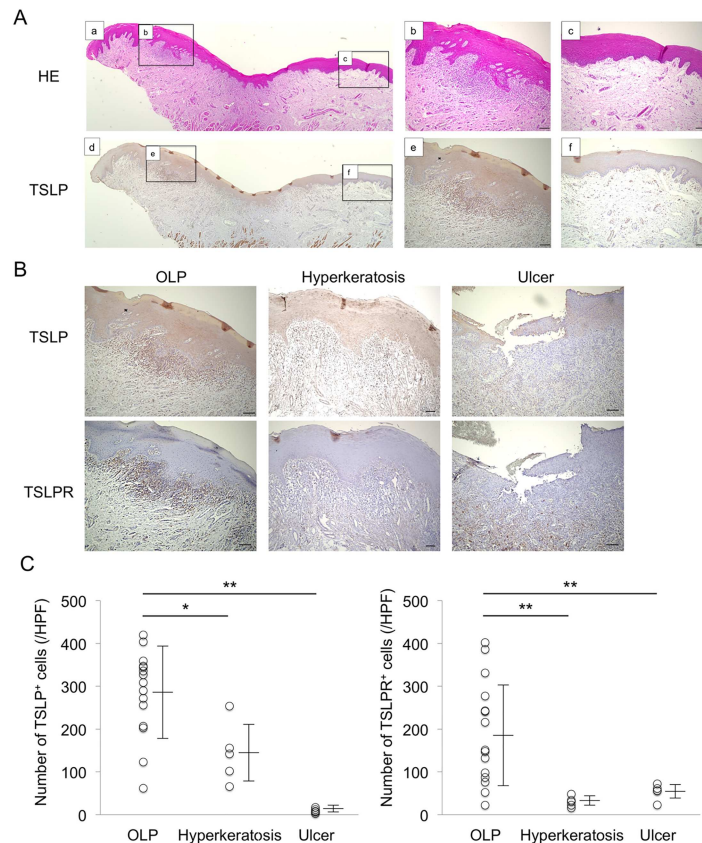 A
a
b
c
b
c
HE
d
e
f
e
f
TSLP
B
OLP Hyperkeratosis Ulcer
TSLP
TSLPR
C
** 
*
500
400
300
200
100
0
Number of TSLP+ cells (/HPF)
OLP Hyperkeratosis Ulcer
**
**
500
400
300
200
100
0
Number of TSLPR+ cells (/HPF)
OLP Hyperkeratosis Ulcer